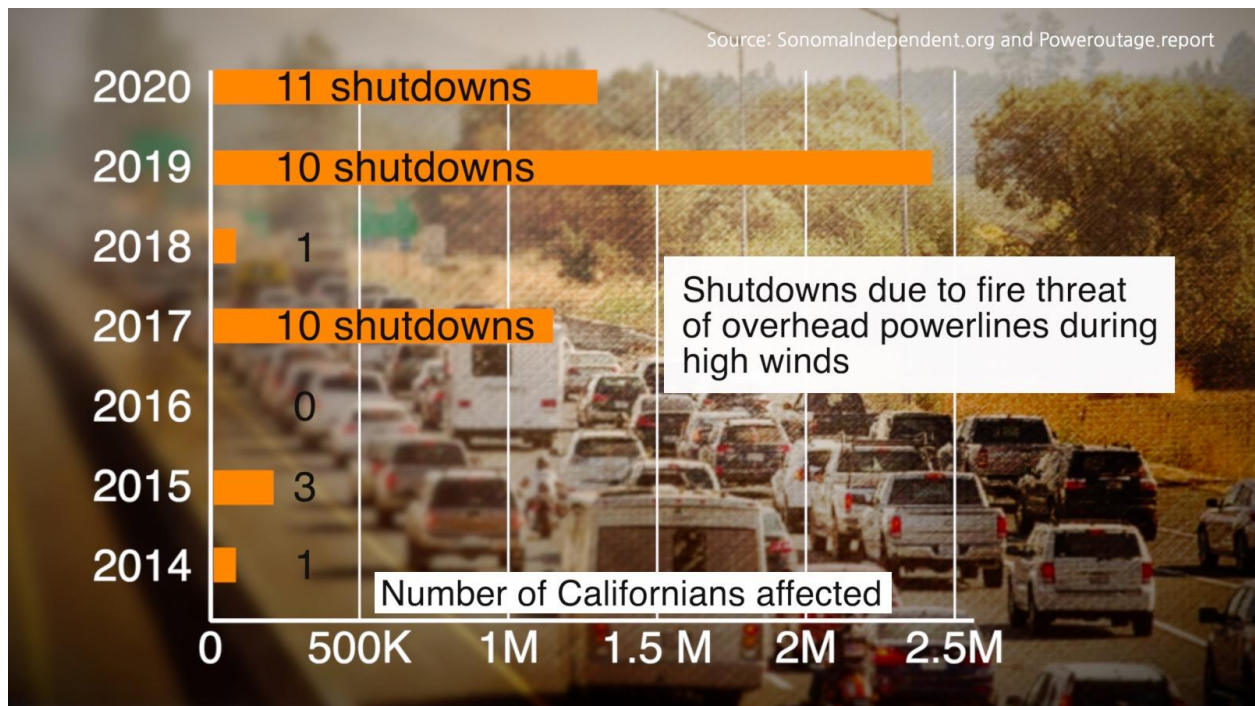 Source: SonomaIndependent.org and Poweroutage.report
2020 11 shutdowns
2019 10 shutdowns
2018 1
2017 10 shutdowns
Shutdowns due to fire threat
of overhead powerlines during
high winds
2016 0
2015 3
2014 1
Number of Californians affected
0 500K 1M 1.5 M 2M 2.5M